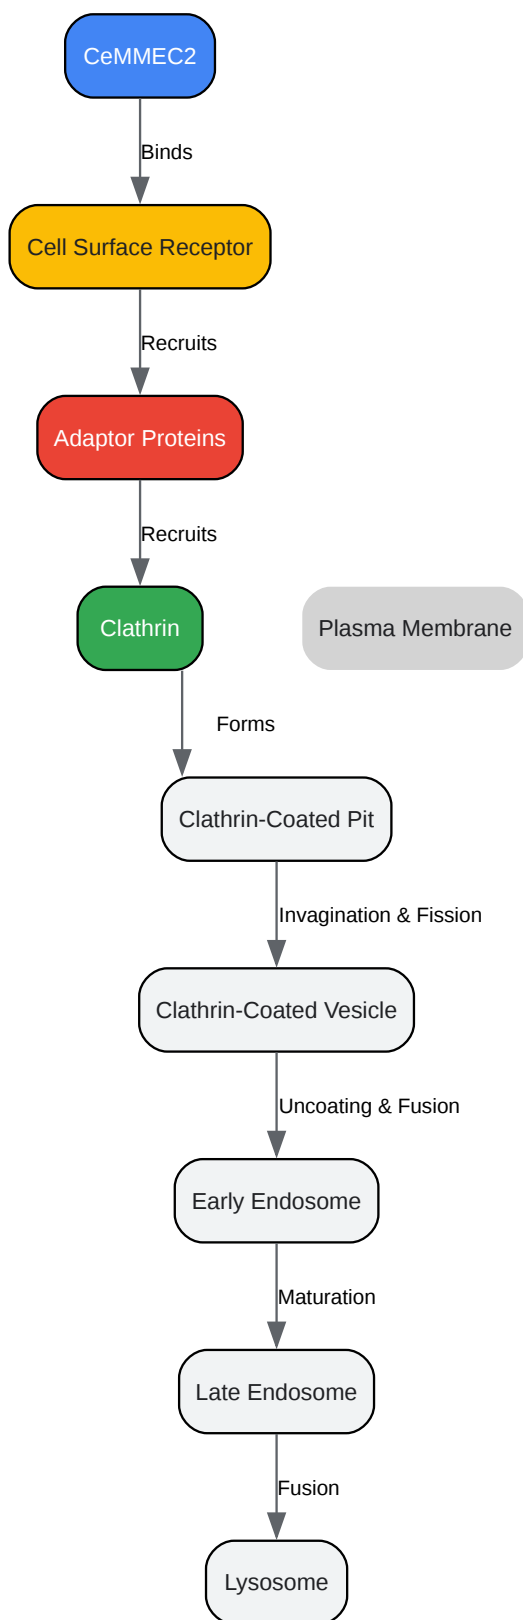 CeMMEC2
Binds
Cell Surface Receptor
Recruits
Adaptor Proteins
Recruits
Clathrin
Plasma Membrane
Forms
Clathrin-Coated Pit
Invagination & Fission
Clathrin-Coated Vesicle
Uncoating & Fusion
Early Endosome
Maturation
Late Endosome
Fusion
Lysosome